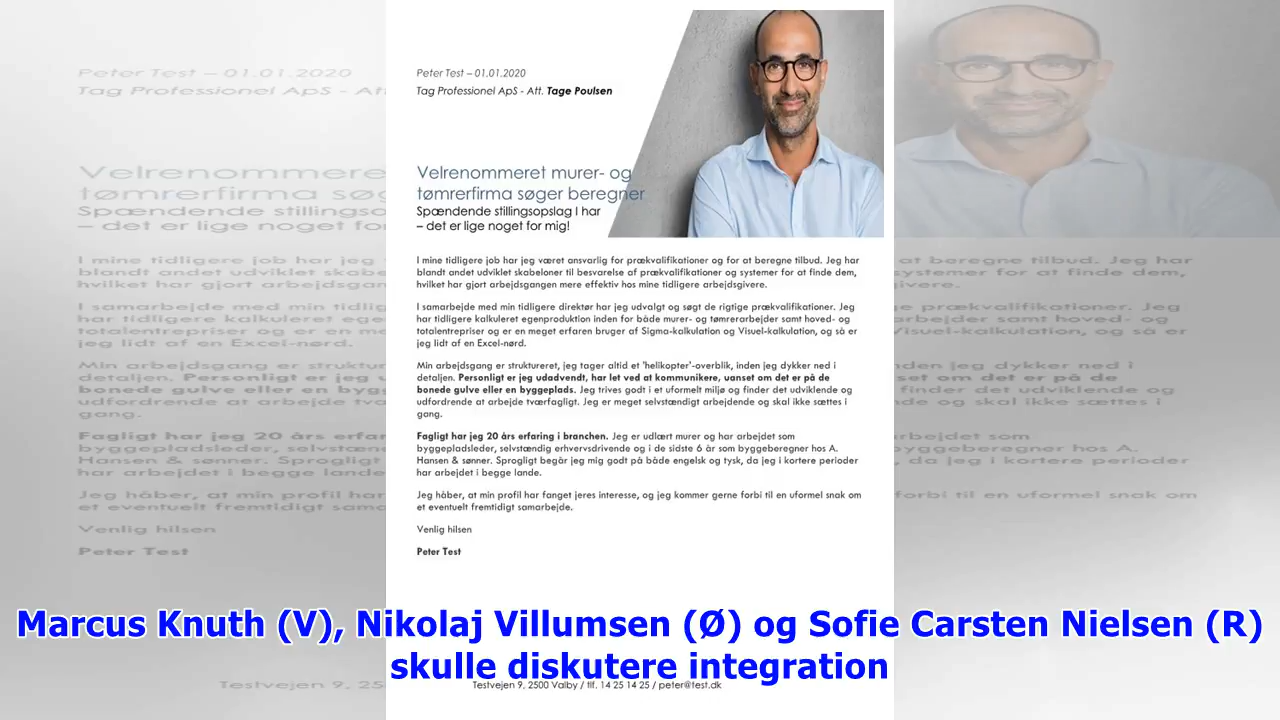 Peter Test – 01.01.2020
Tag Professionel ApS - Att. Tage Poulsen
Velrenommeret murer- og
tømrerfirma søger beregner
Spændende stillingsopslag I har
– det er lige noget for mig!
I mine tidligere job har jeg været ansvarlig for prækvalifikationer og for at beregne tilbud. Jeg har
blandt andet udviklet skabeloner til besvarelse af prækvalifikationer og systemer for at finde dem,
hvilket har gjort arbejdsgangen mere effektiv hos mine tidligere arbejdsgivere.
I samarbejde med min tidligere direktør har jeg udvalgt og søgt de rigtige prækvalifikationer. Jeg
har tidligere kalkuleret egenproduktion inden for både murer- og tømrerarbejder samt hoved- og
totalentrepriser og er en meget erfaren bruger af Sigma-kalkulation og Visuel-kalkulation, og så er
jeg lidt af en Excel-nørd.
Min arbejdsgang er struktureret, jeg tager altid et 'helikopter'-overblik, inden jeg dykker ned i
detaljen. Personligt er jeg udadvendt, har let ved at kommunikere, uanset om det er på de
bonede gulve eller en byggeplads. Jeg trives godt i et uformelt miljø og finder det udviklende og
udfordrende at arbejde tværfagligt. Jeg er meget selvstændigt arbejdende og skal ikke sættes i
gang.
Fagligt har jeg 20 års erfaring i branchen. Jeg er udlært murer og har arbejdet som
byggepladsleder, selvstændig erhvervsdrivende og i de sidste 6 år som byggeberegner hos A.
Hansen & sønner. Sprogligt begår jeg mig godt på både engelsk og tysk, da jeg i kortere perioder
har arbejdet i begge lande.
Jeg håber, at min profil har fanget jeres interesse, og jeg kommer gerne forbi til en uformel snak om
et eventuelt fremtidigt samarbejde.
Venlig hilsen
Peter Test
Marcus Knuth (V), Nikolaj Villumsen (Ø) og Sofie Carsten Nielsen (R)
skulle diskutere integration
Testvejen 9, 2500 Valby / tlf. 14 25 14 25 / peter@test.dk